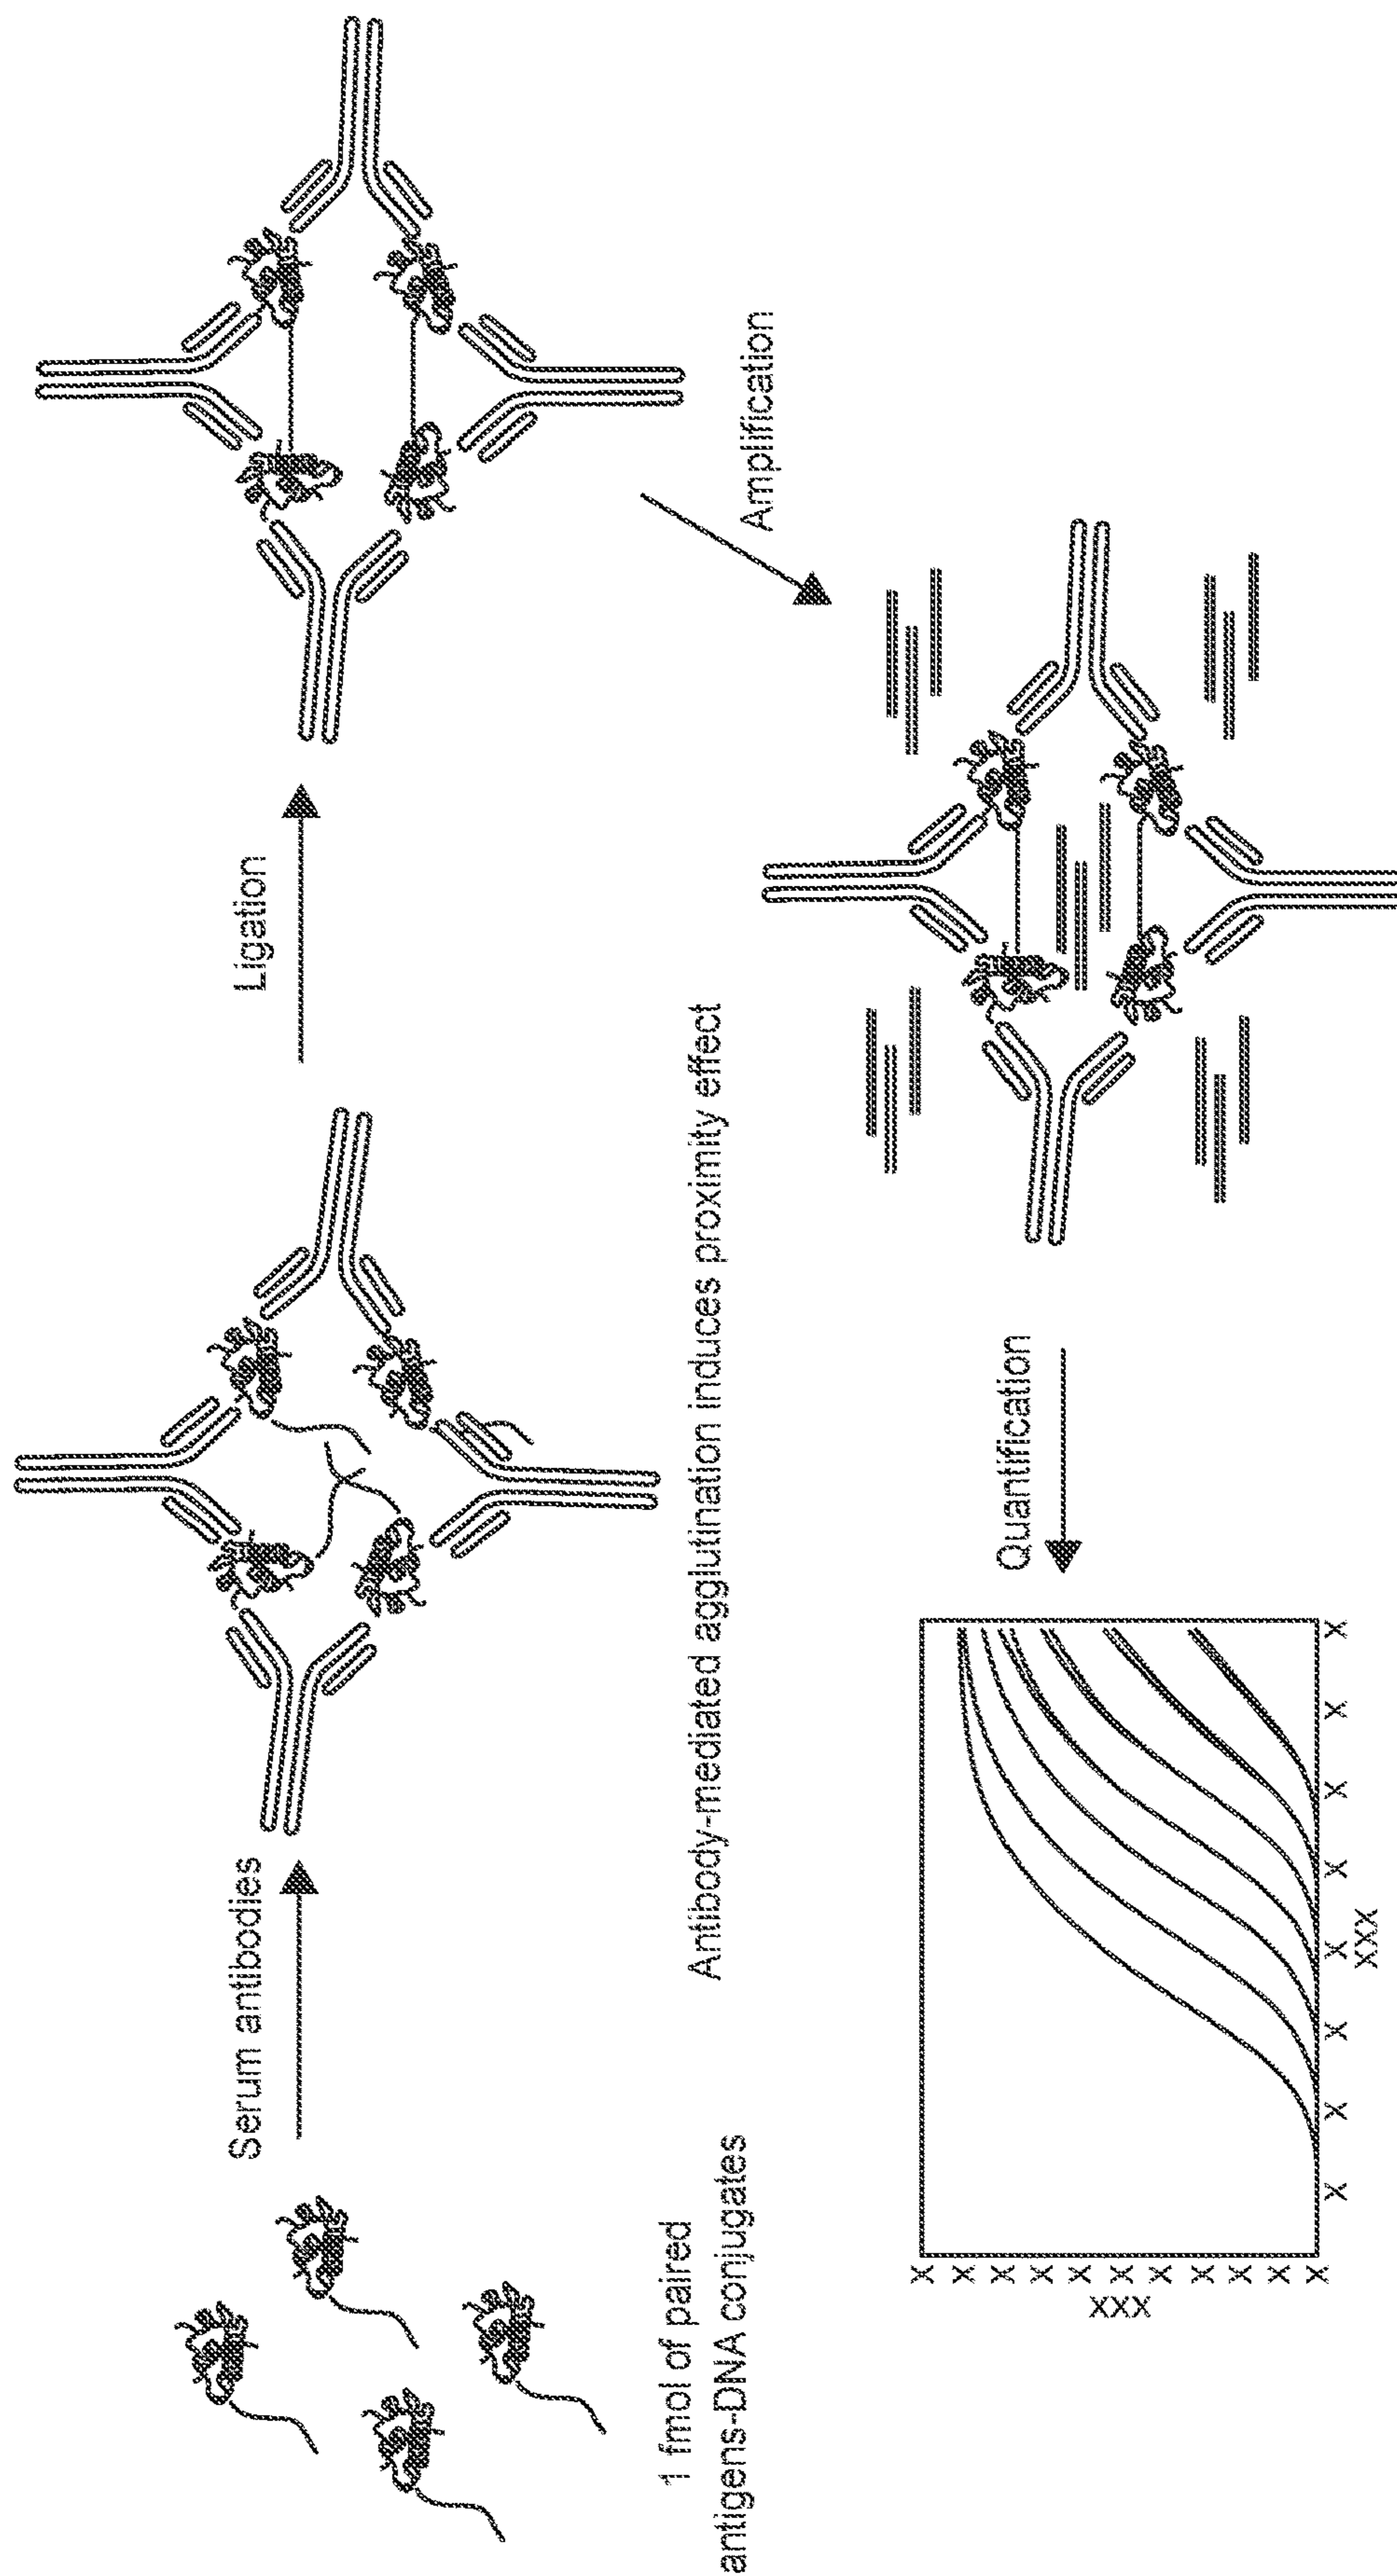 1 fmol of paired
antigens-DNA conjugates
Serum antibodies
Antibody-mediated agglutination induces proximity effect
Ligation
Amplification
Quantification
XXX
X
X
X
X
X
X
X
X
X
X
X
X X X X X X X X
XXX